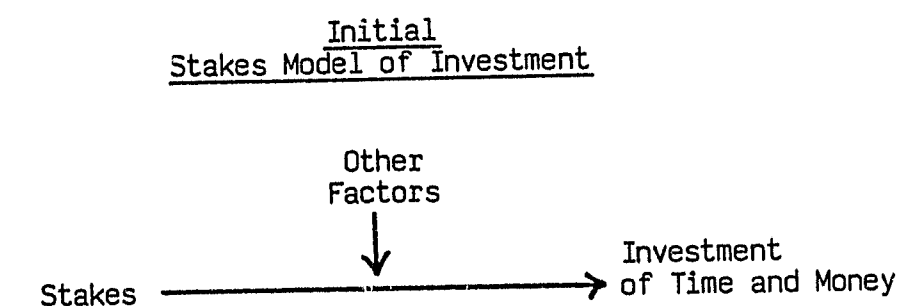 Initial
Stakes Model of Investment
Other
Factors
Investment
of Time and Money
Stakes